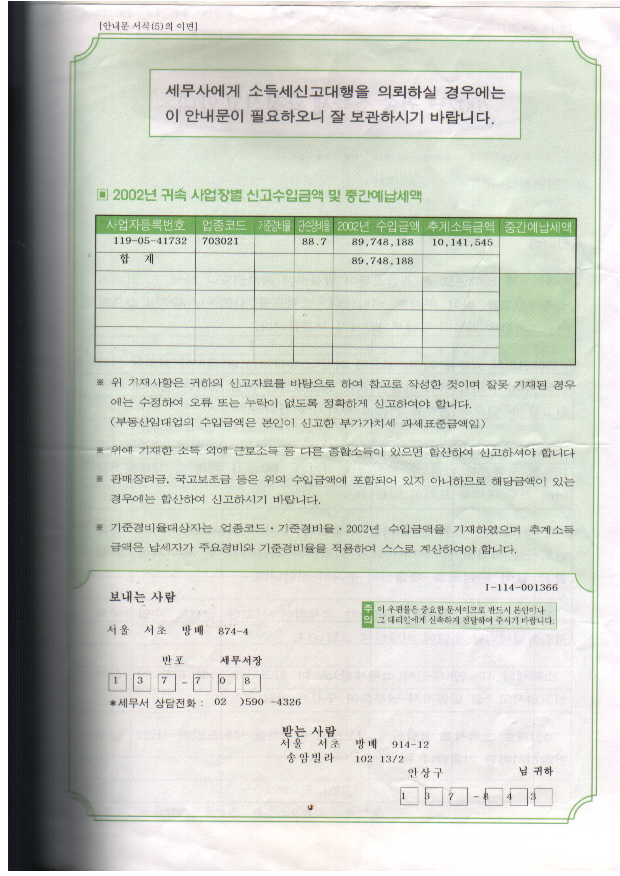 [안내문 서식(5)의 이면]
세무사에게 소득세신고대행을 의뢰하실 경우에는
이 안내문이 필요하오니 잘 보관하시기 바랍니다.
▣ 2002년 귀속 사업장별 신고수입금액 및 중간예납세액
사업자등록번호 업종코드 기준경비율 단순경비율 2002년 수입금액 추계소득금액 중간예납세액
119-05-41732 703021 88.7 89,748,188 10,141,545
합 계 89,748,188
※ 위 기재사항은 귀하의 신고자료를 바탕으로 하여 참고로 작성한 것이며 잘못 기재된 경우
에는 수정하여 오류 또는 누락이 없도록 정확하게 신고하여야 합니다.
(부동산임대업의 수입금액은 본인이 신고한 부가가치세 과세표준금액임)
※ 위에 기재한 소득 외에 근로소득 등 다른 종합소득이 있으면 합산하여 신고하셔야 합니다
※ 판매장려금, 국고보조금 등은 위의 수입금액에 포함되어 있지 아니하므로 해당금액이 있는
경우에는 합산하여 신고하시기 바랍니다.
※ 기준경비율대상자는 업종코드·기준경비율·2002년 수입금액을 기재하였으며 추계소득
금액은 납세자가 주요경비와 기준경비율을 적용하여 스스로 계산하여야 합니다.
I-114-001366
보내는 사람
주의 이 우편물은 중요한 문서이므로 반드시 본인이나
그 대리인에게 신속하게 전달하여 주시기 바랍니다.
서울 서초 방배 874-4
반포 세무서장
137-708
*세무서 상담전화 : 02 )590 -4326
받는 사람
서울 서초 방배 914-12
송암빌라 102 13/2
안상구 님 귀하
137-843